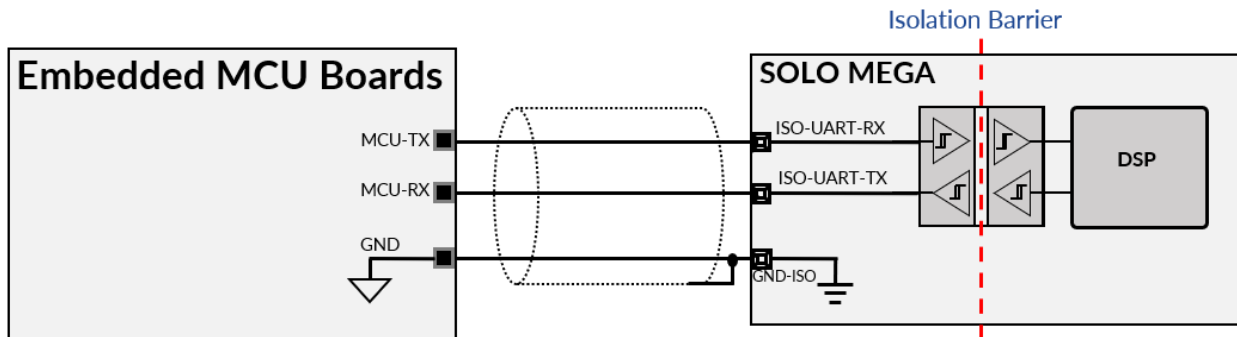 Isolation Barrier
Embedded MCU Boards
SOLO MEGA
MCU-TX
ISO-UART-RX
DSP
MCU-RX
ISO-UART-TX
GND
GND-ISO